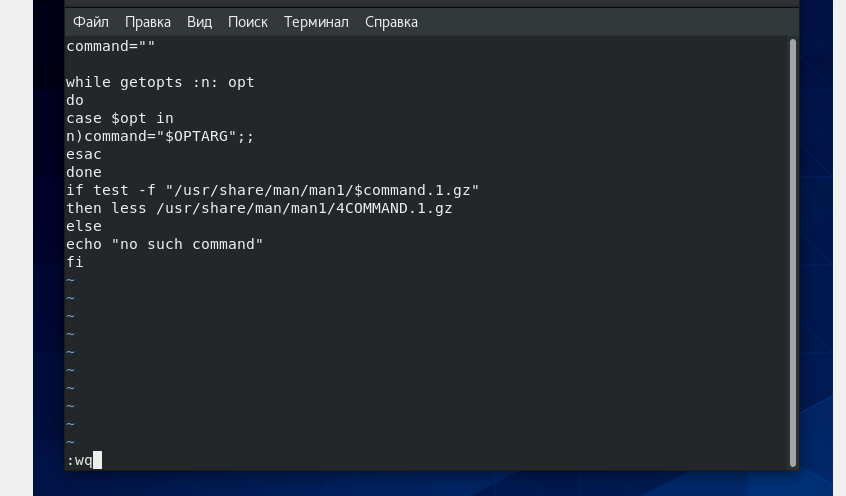 Файл Правка Вид Поиск Терминал Справка
command=""
while getopts :n: opt
do
case $opt in
n)command="$OPTARG";;
esac
done
if test -f "/usr/share/man/man1/$command.1.gz"
then less /usr/share/man/man1/4COMMAND.1.gz
else
echo "no such command"
fi
~
~
~
~
~
~
~
~
~
~
:wq